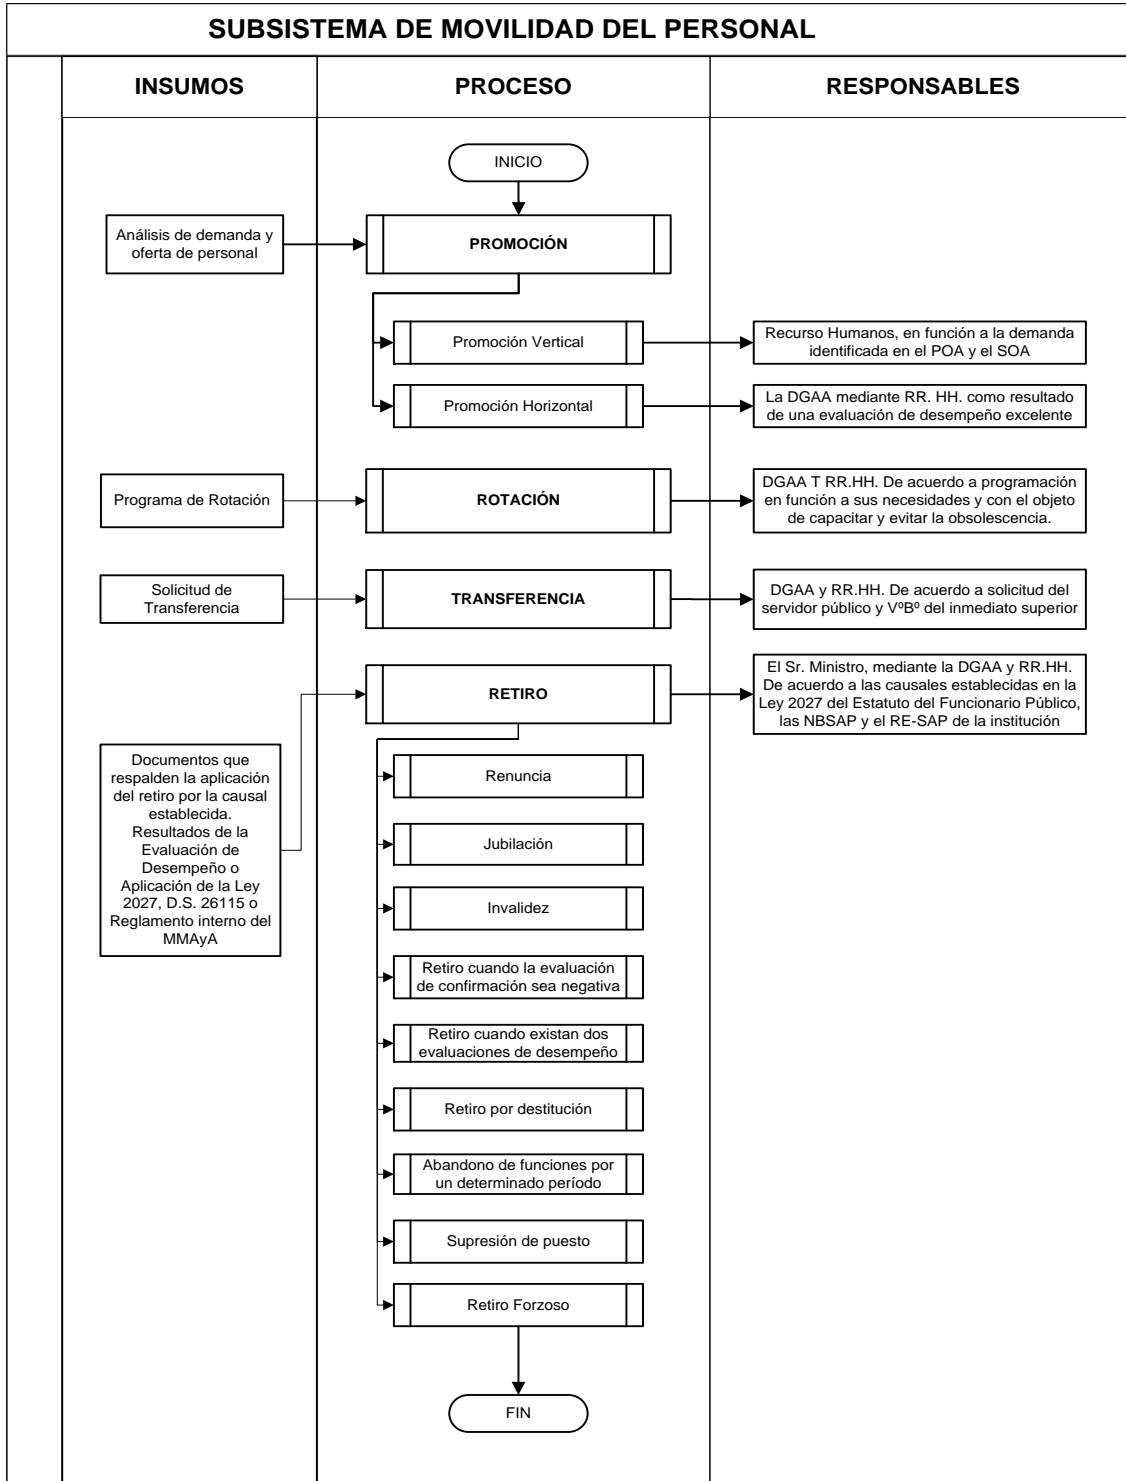 SUBSISTEMA DE MOVILIDAD DEL PERSONAL
INSUMOS
PROCESO
RESPONSABLES
INICIO
Análisis de demanda y
oferta de personal
PROMOCIÓN
Promoción Vertical
Recurso Humanos, en función a la demanda
identificada en el POA y el SOA
Promoción Horizontal
La DGAA mediante RR. HH. como resultado
de una evaluación de desempeño excelente
Programa de Rotación
ROTACIÓN
DGAA T RR.HH. De acuerdo a programación
en función a sus necesidades y con el objeto
de capacitar y evitar la obsolescencia.
Solicitud de
Transferencia
TRANSFERENCIA
DGAA y RR.HH. De acuerdo a solicitud del
servidor público y VºBº del inmediato superior
RETIRO
El Sr. Ministro, mediante la DGAA y RR.HH.
De acuerdo a las causales establecidas en la
Ley 2027 del Estatuto del Funcionario Público,
las NBSAP y el RE-SAP de la institución
Documentos que
respalden la aplicación
del retiro por la causal
establecida.
Resultados de la
Evaluación de
Desempeño o
Aplicación de la Ley
2027, D.S. 26115 o
Reglamento interno del
MMAyA
Renuncia
Jubilación
Invalidez
Retiro cuando la evaluación
de confirmación sea negativa
Retiro cuando existan dos
evaluaciones de desempeño
Retiro por destitución
Abandono de funciones por
un determinado período
Supresión de puesto
Retiro Forzoso
FIN